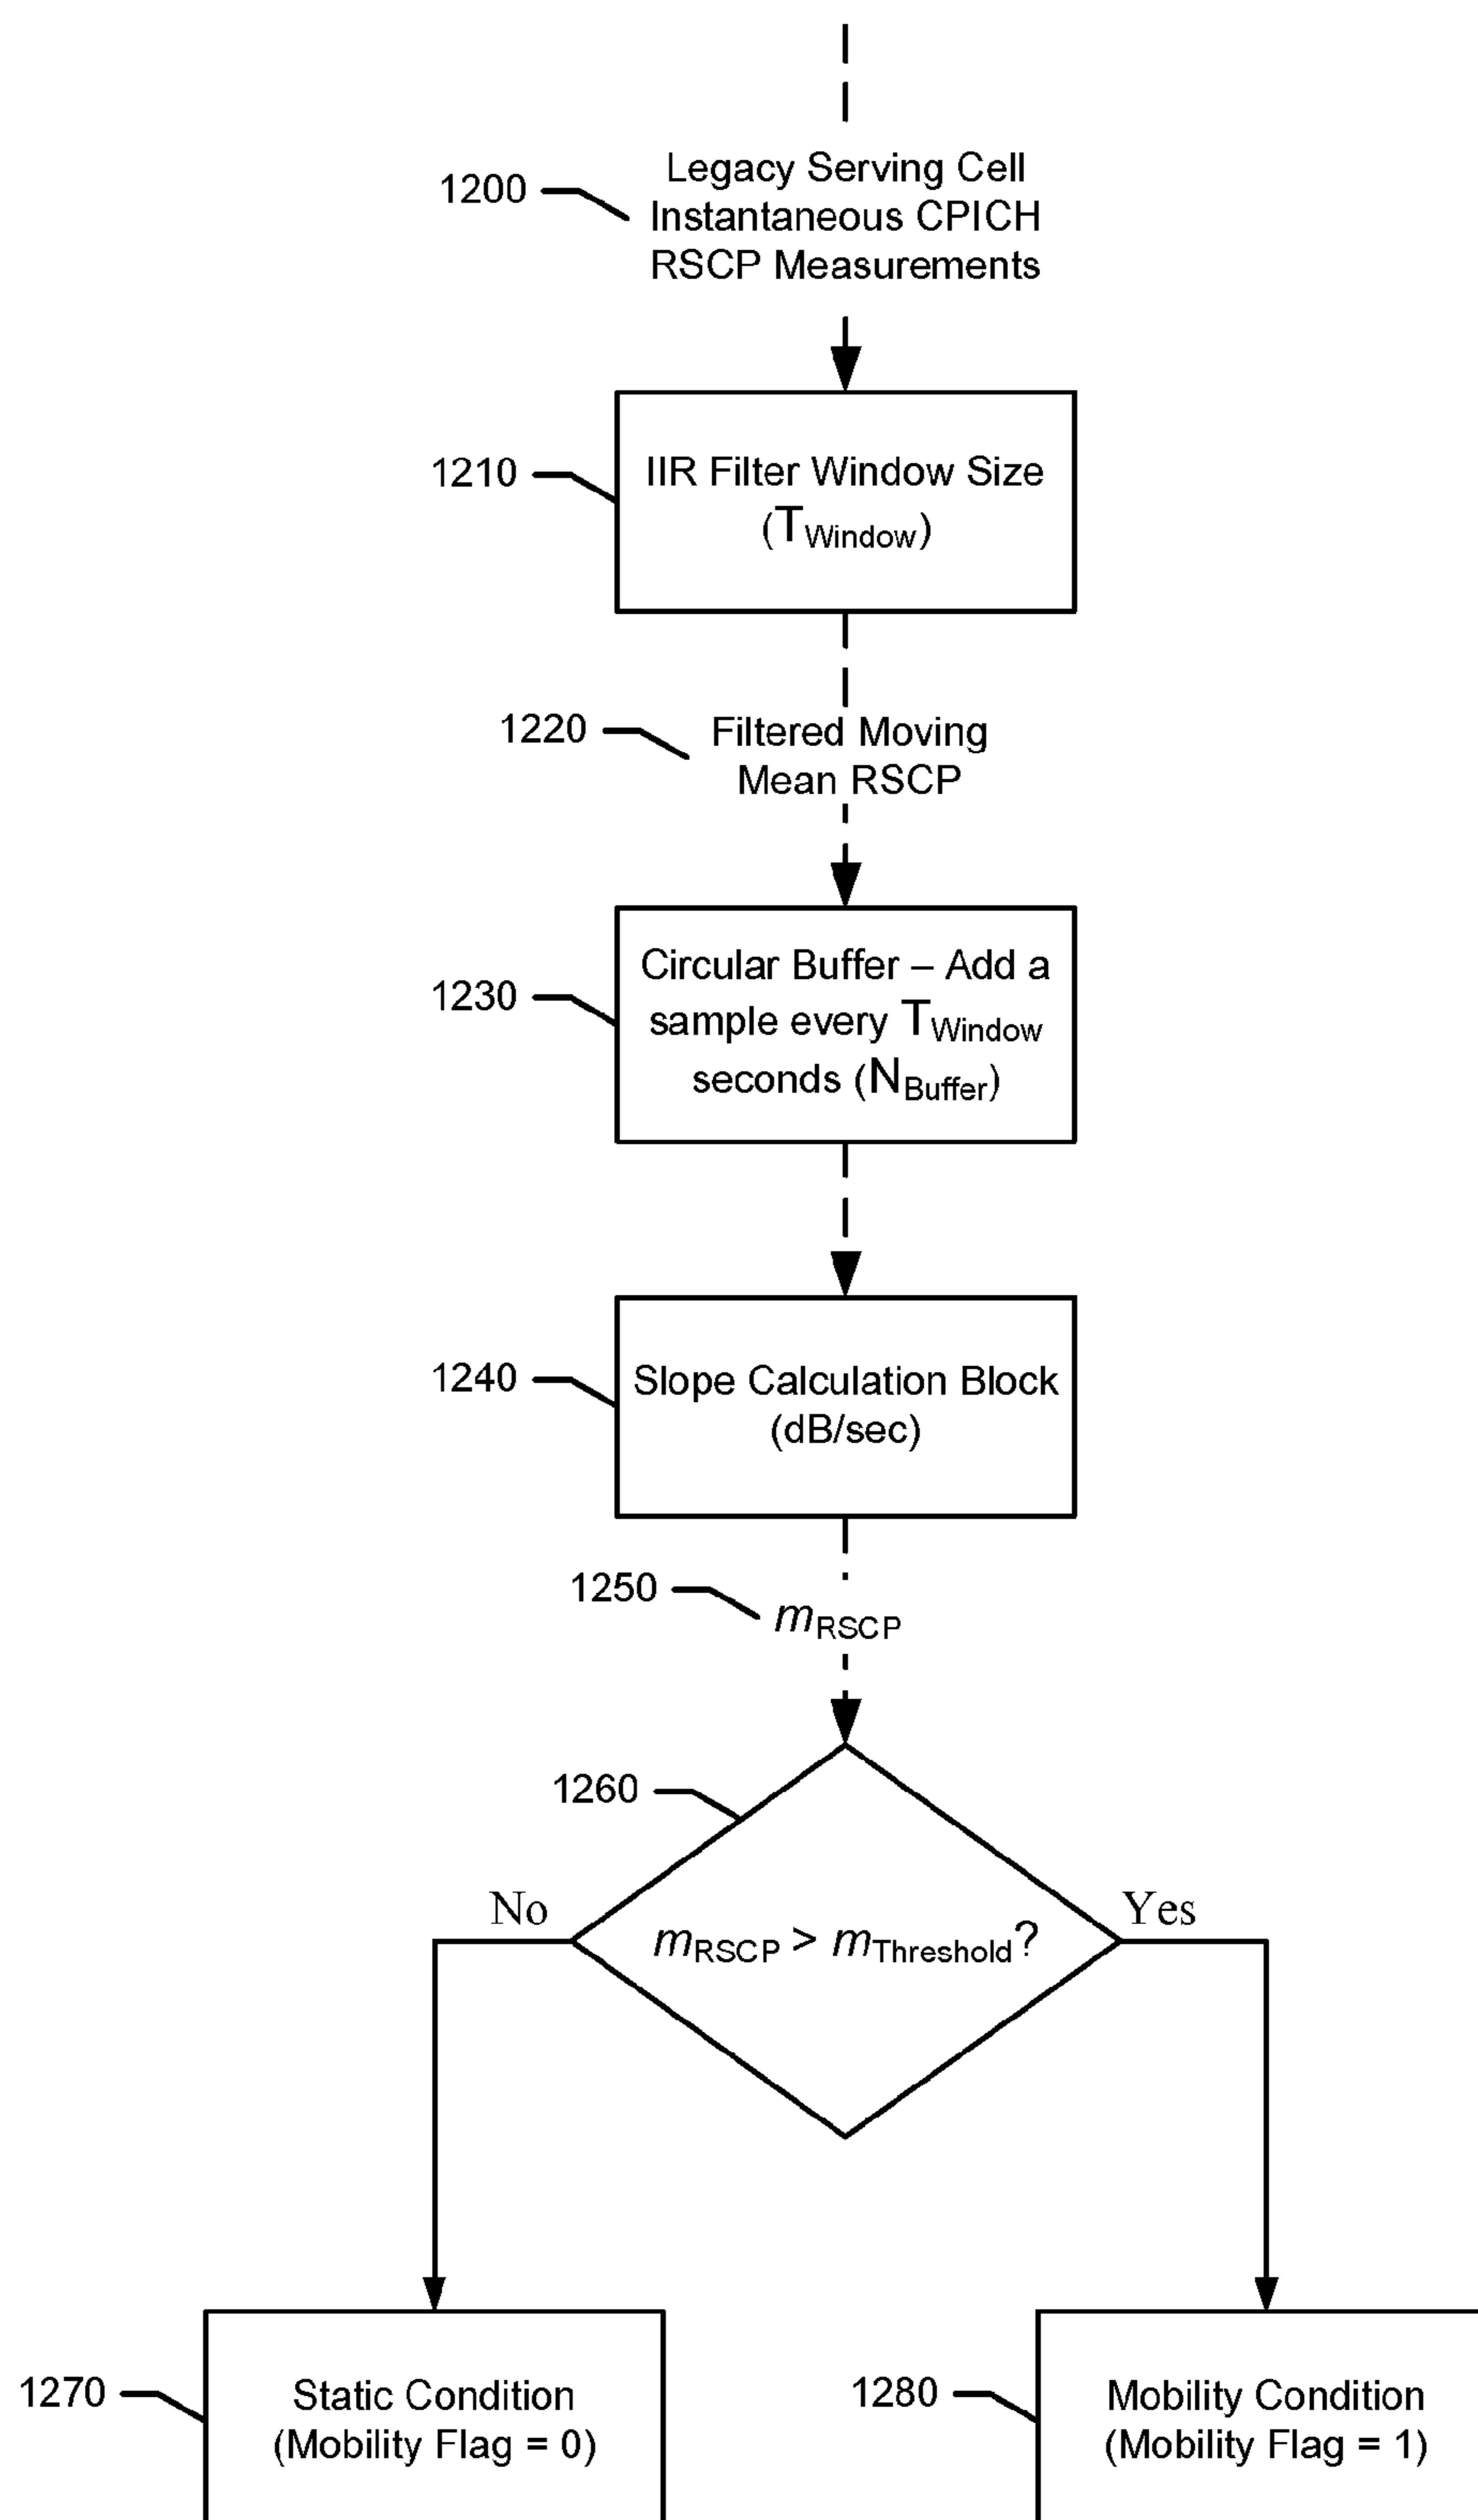 1200
Legacy Serving Cell
Instantaneous CPICH
RSCP Measurements
1210
IIR Filter Window Size
(TWindow)
1220
Filtered Moving
Mean RSCP
1230
Circular Buffer – Add a
sample every TWindow
seconds (NBuffer)
1240
Slope Calculation Block
(dB/sec)
1250
mRSCP
1260
No
mRSCP > mThreshold?
Yes
1270
Static Condition
(Mobility Flag = 0)
1280
Mobility Condition
(Mobility Flag = 1)